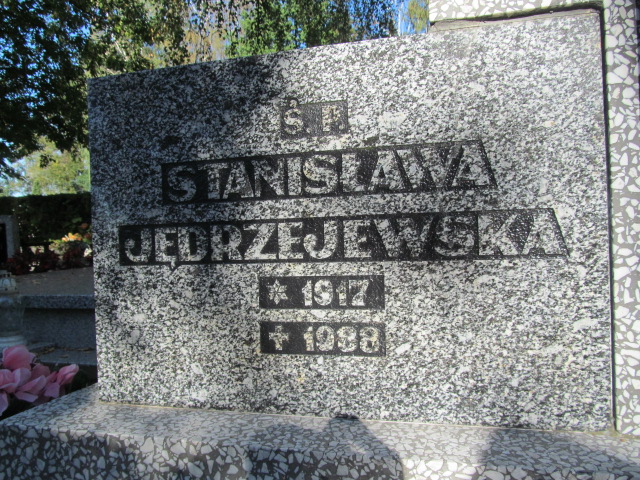 Ś.P.
STANISŁAWA
JĘDRZEJEWSKA
* 1917
✝ 1988